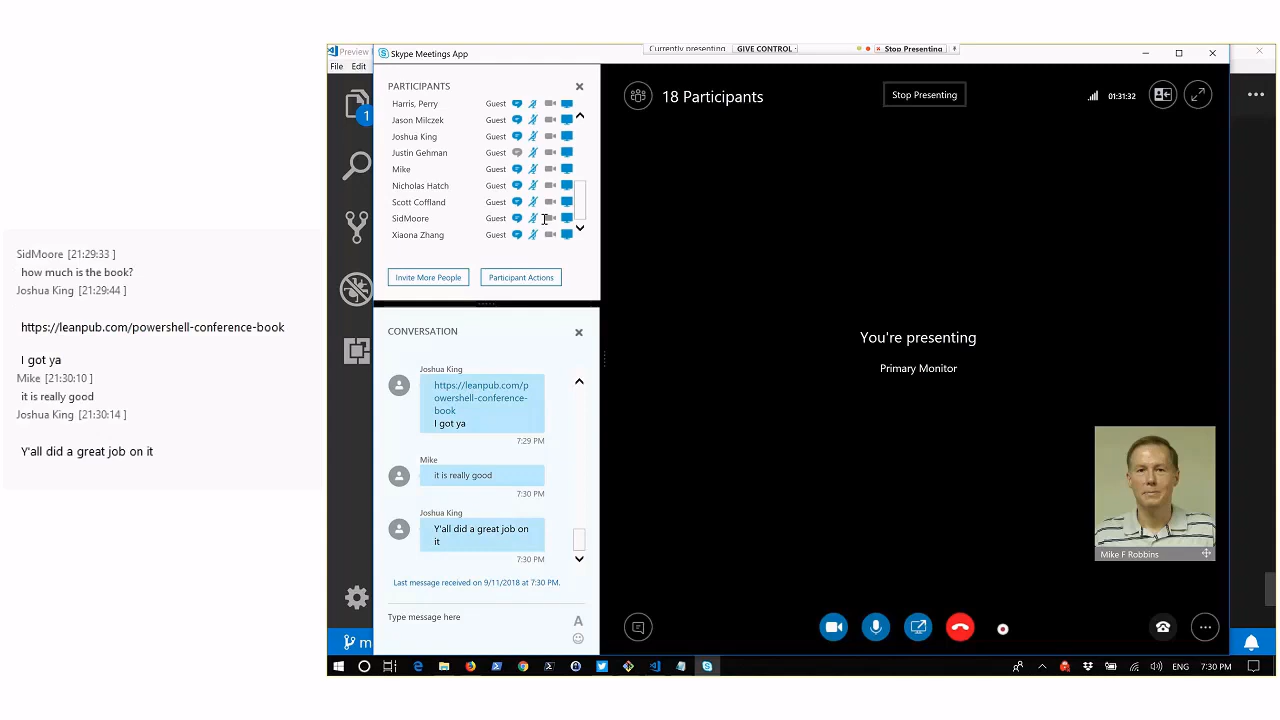 SidMoore [21:29:33 ]
how much is the book?
Joshua King [21:29:44 ]
https://leanpub.com/powershell-conference-book
I got ya
Mike [21:30:10 ]
it is really good
Joshua King [21:30:14 ]
Y'all did a great job on it
Preview
File Edit
1
Skype Meetings App
Currently presenting
GIVE CONTROL
Stop Presenting
PARTICIPANTS
Harris, Perry Guest
Jason Milczek Guest
Joshua King Guest
Justin Gehman Guest
Mike Guest
Nicholas Hatch Guest
Scott Coffland Guest
SidMoore Guest
Xiaona Zhang Guest
Invite More People
Participant Actions
CONVERSATION
Joshua King
https://leanpub.com/p
owershell-conference-
book
I got ya
7:29 PM
Mike
it is really good
7:30 PM
Joshua King
Y'all did a great job on
it
7:30 PM
Last message received on 9/11/2018 at 7:30 PM.
Type message here
A
18 Participants
Stop Presenting
01:31:32
You're presenting
Primary Monitor
Mike F Robbins
m
ENG
7:30 PM